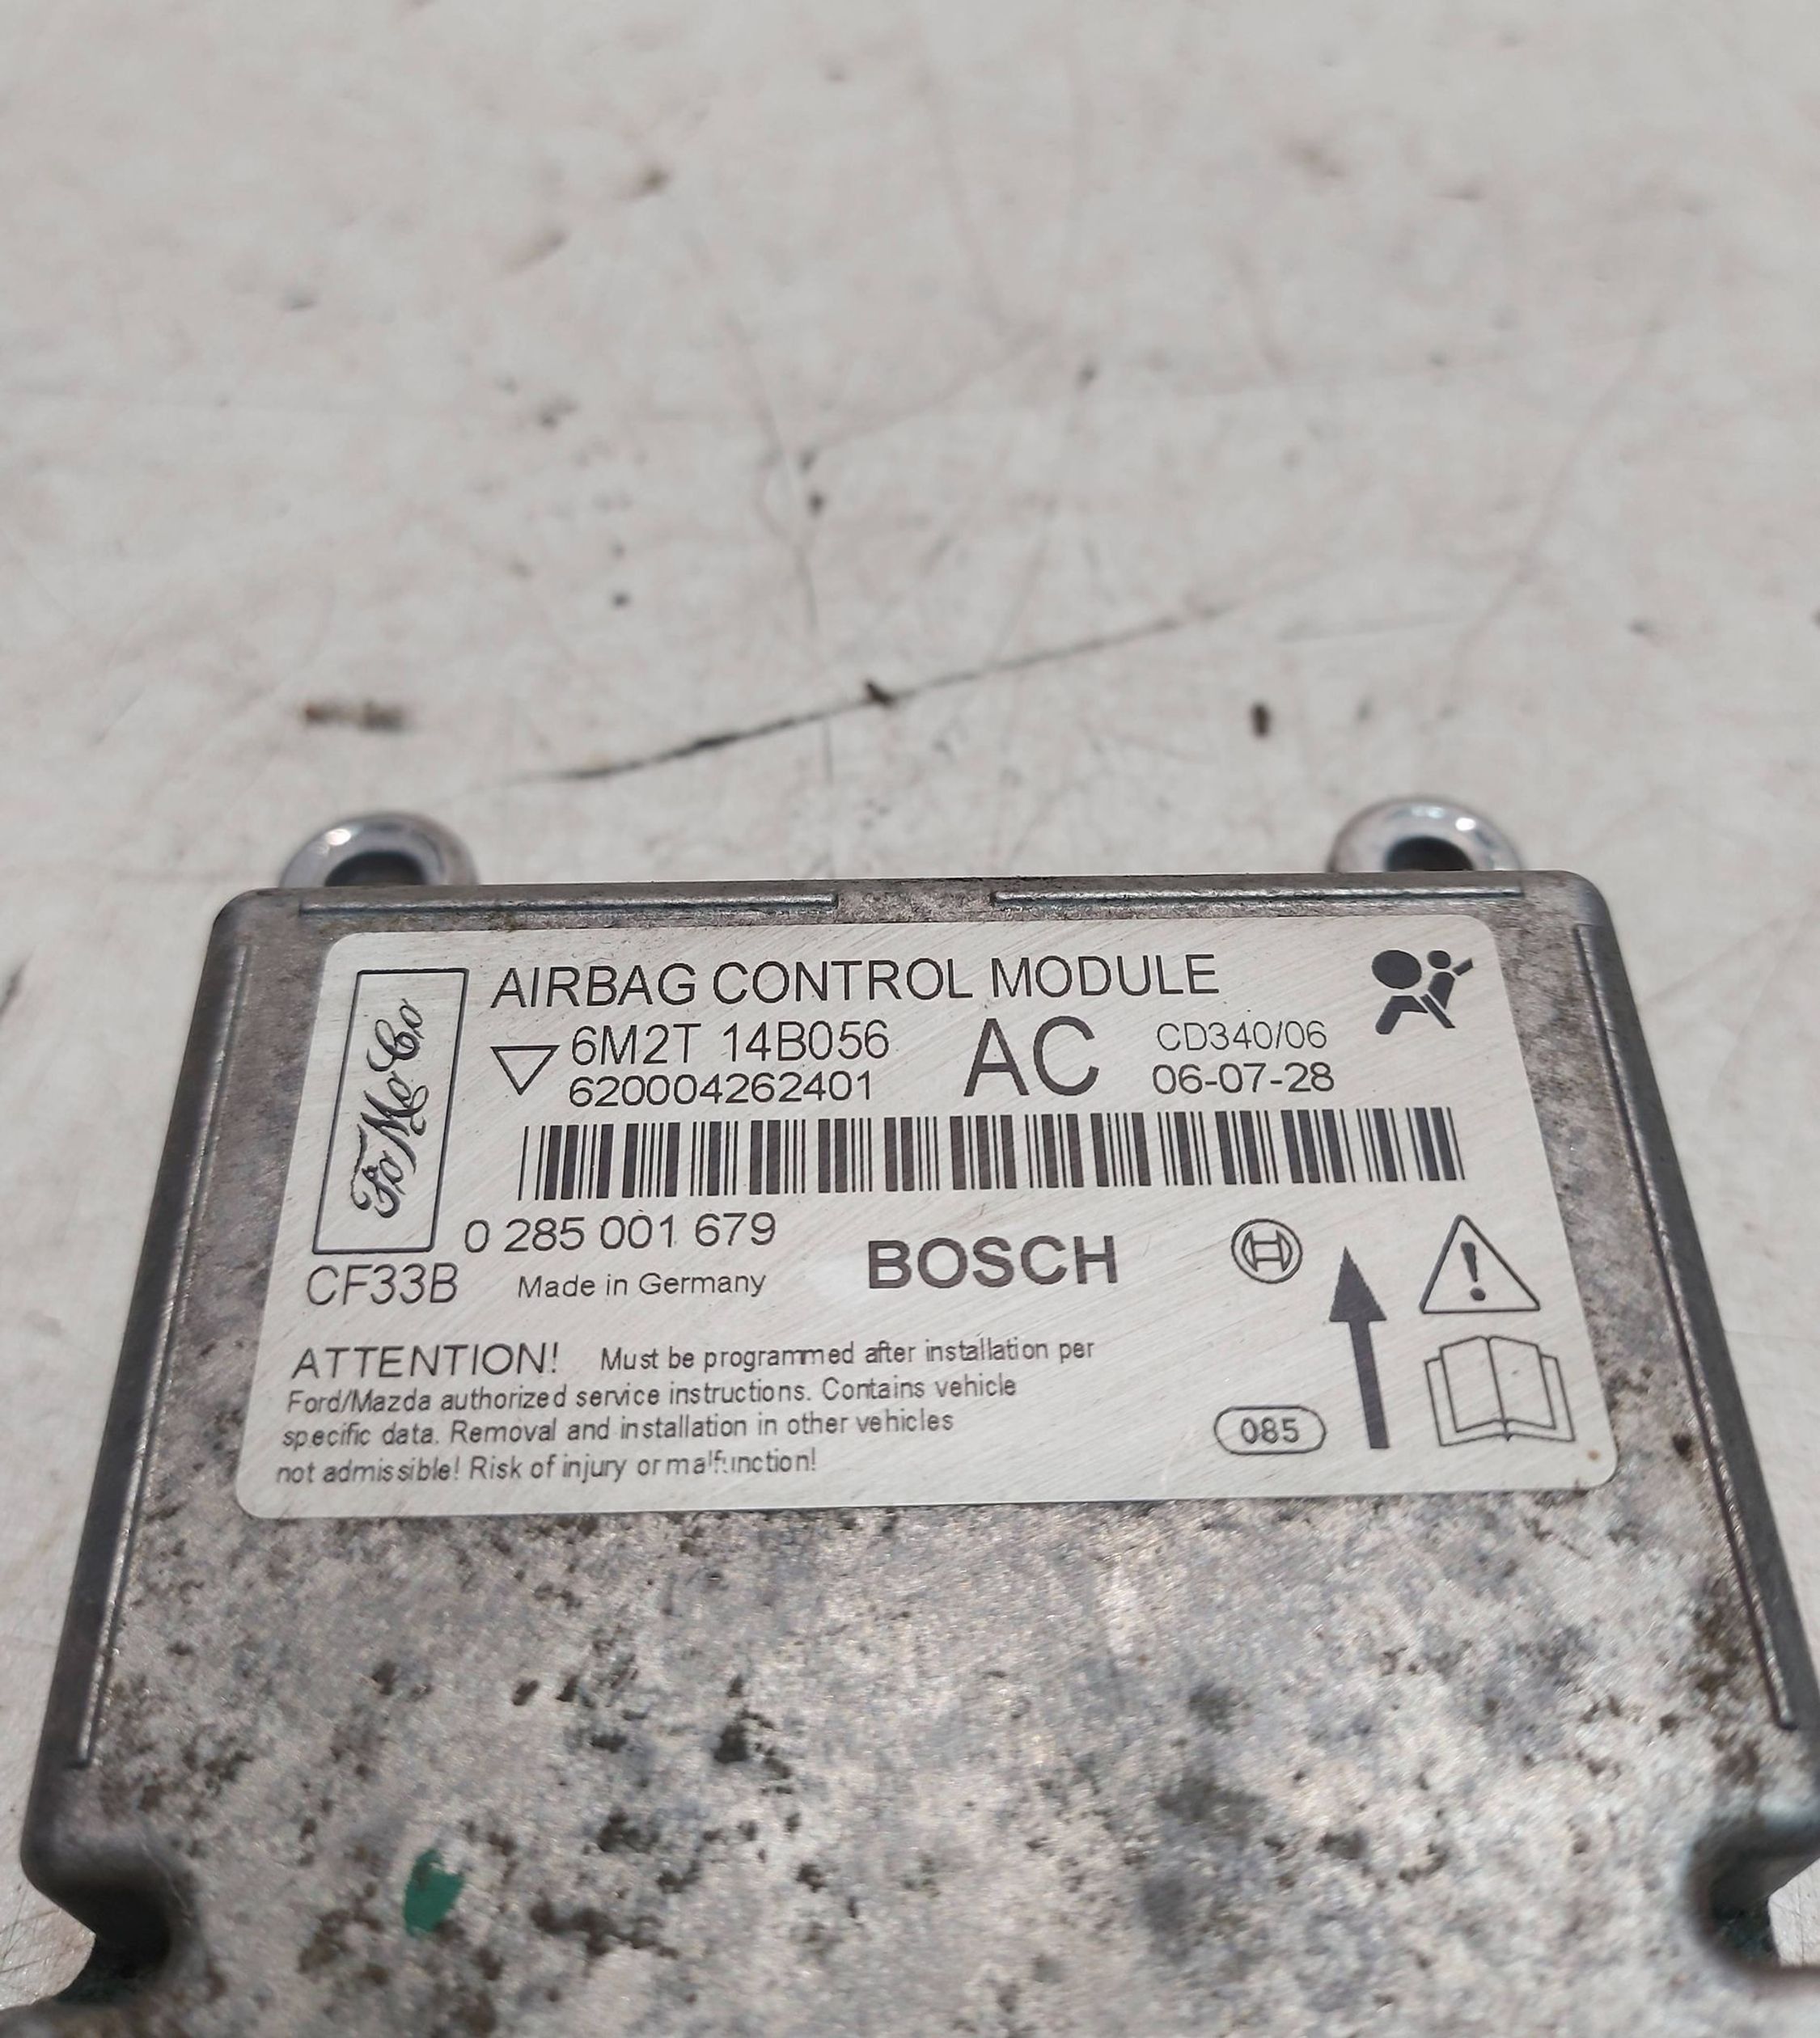 AIRBAG CONTROL MODULE
FoMoCo
6M2T 14B056 AC CD340/06
620004262401 06-07-28
0 285 001 679
CF33B Made in Germany BOSCH
ATTENTION! Must be programmed after installation per
Ford/Mazda authorized service instructions. Contains vehicle
specific data. Removal and installation in other vehicles
not admissible! Risk of injury or malfunction!
085